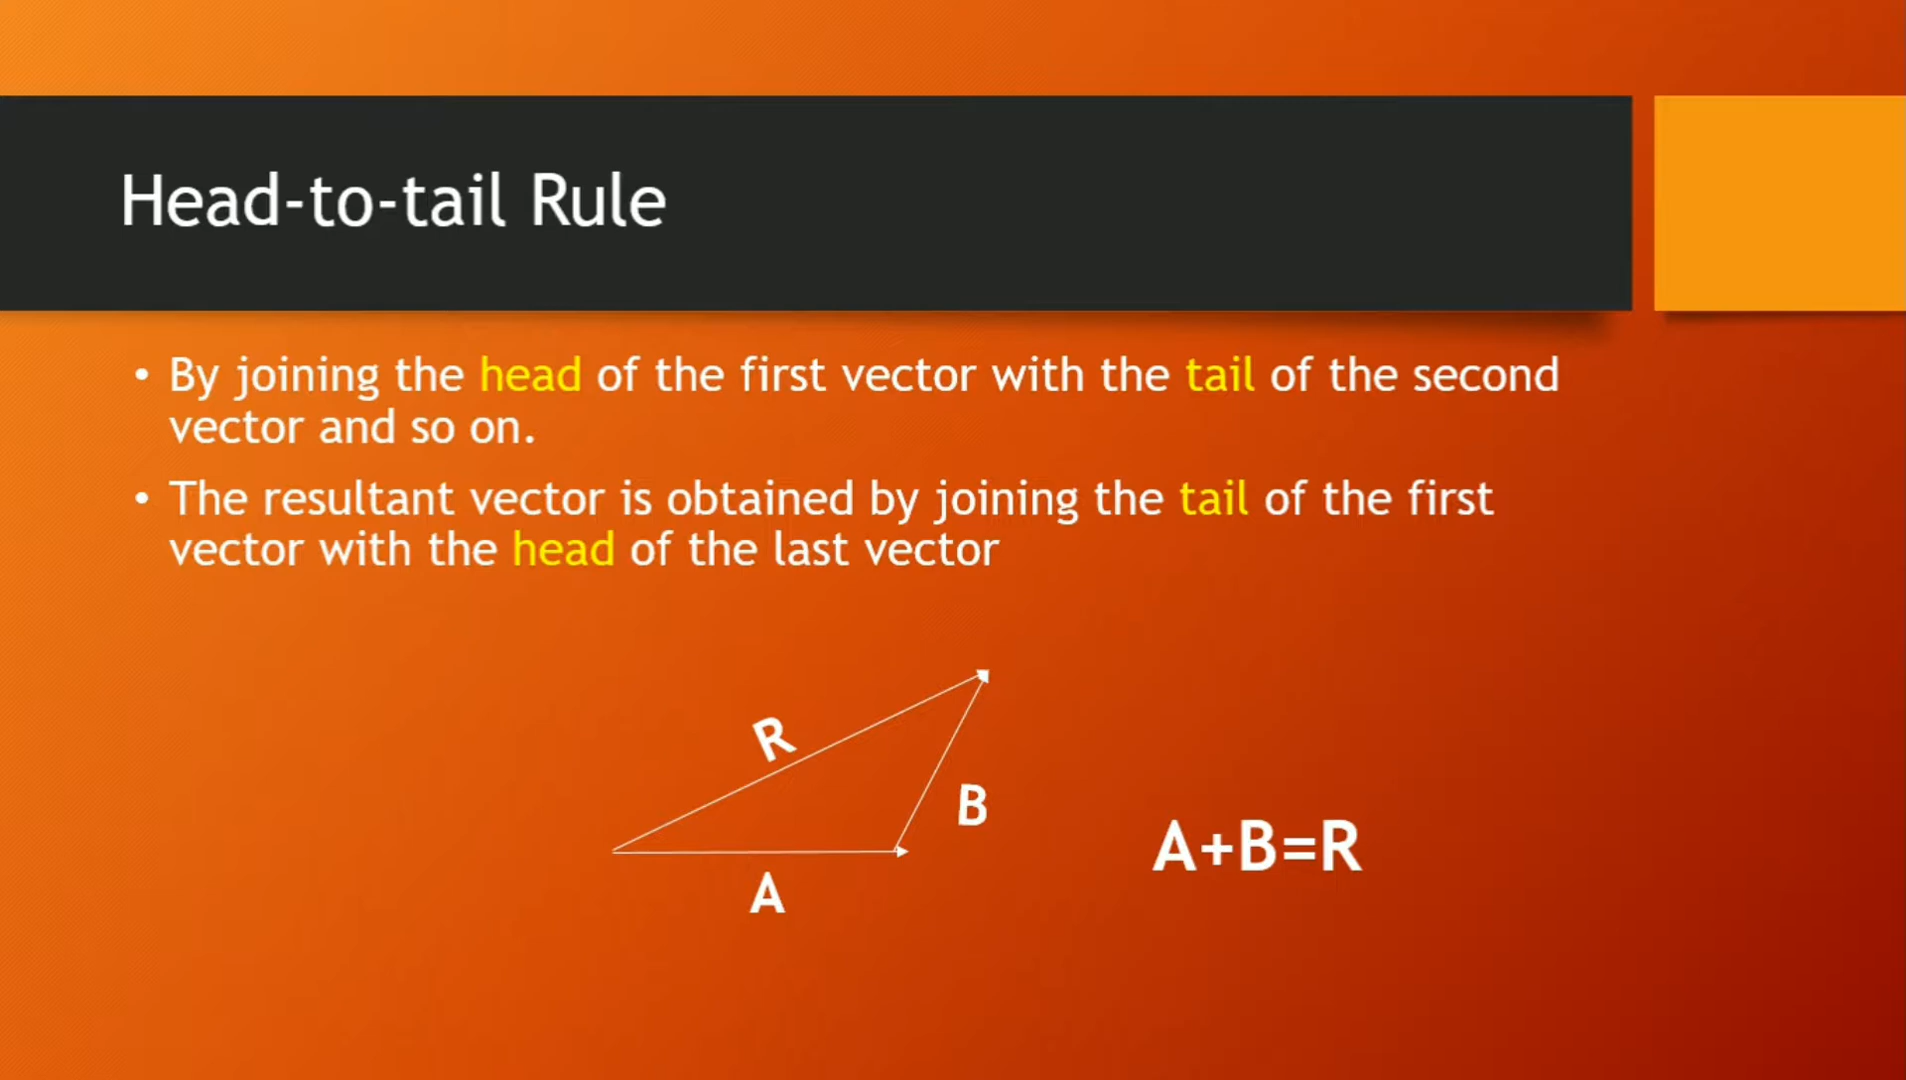 Head-to-tail Rule
• By joining the head of the first vector with the tail of the second
vector and so on.
• The resultant vector is obtained by joining the tail of the first
vector with the head of the last vector
R
B
A+B=R
A